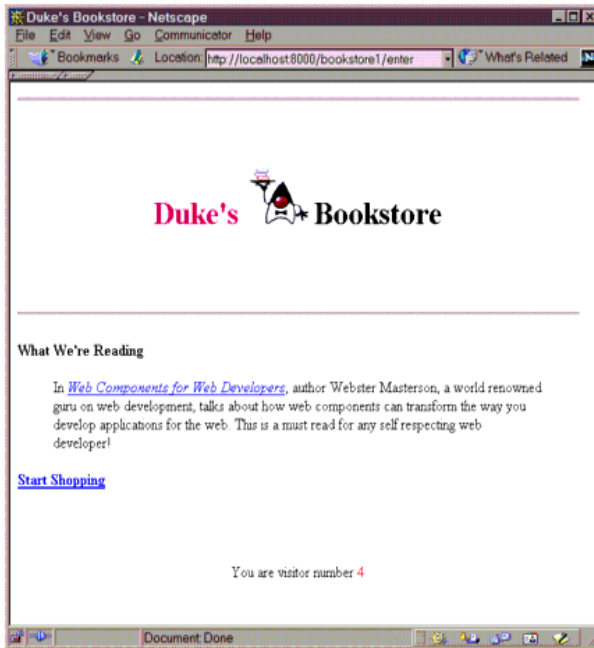 Duke's Bookstore - Netscape
File Edit View Go Communicator Help
Bookmarks Location: http://localhost:8000/bookstore1/enter What's Related N
Duke's Bookstore
What We're Reading
In Web Components for Web Developers, author Webster Masterson, a world renowned
guru on web development, talks about how web components can transform the way you
develop applications for the web. This is a must read for any self respecting web
developer!
Start Shopping
You are visitor number 4
Document: Done